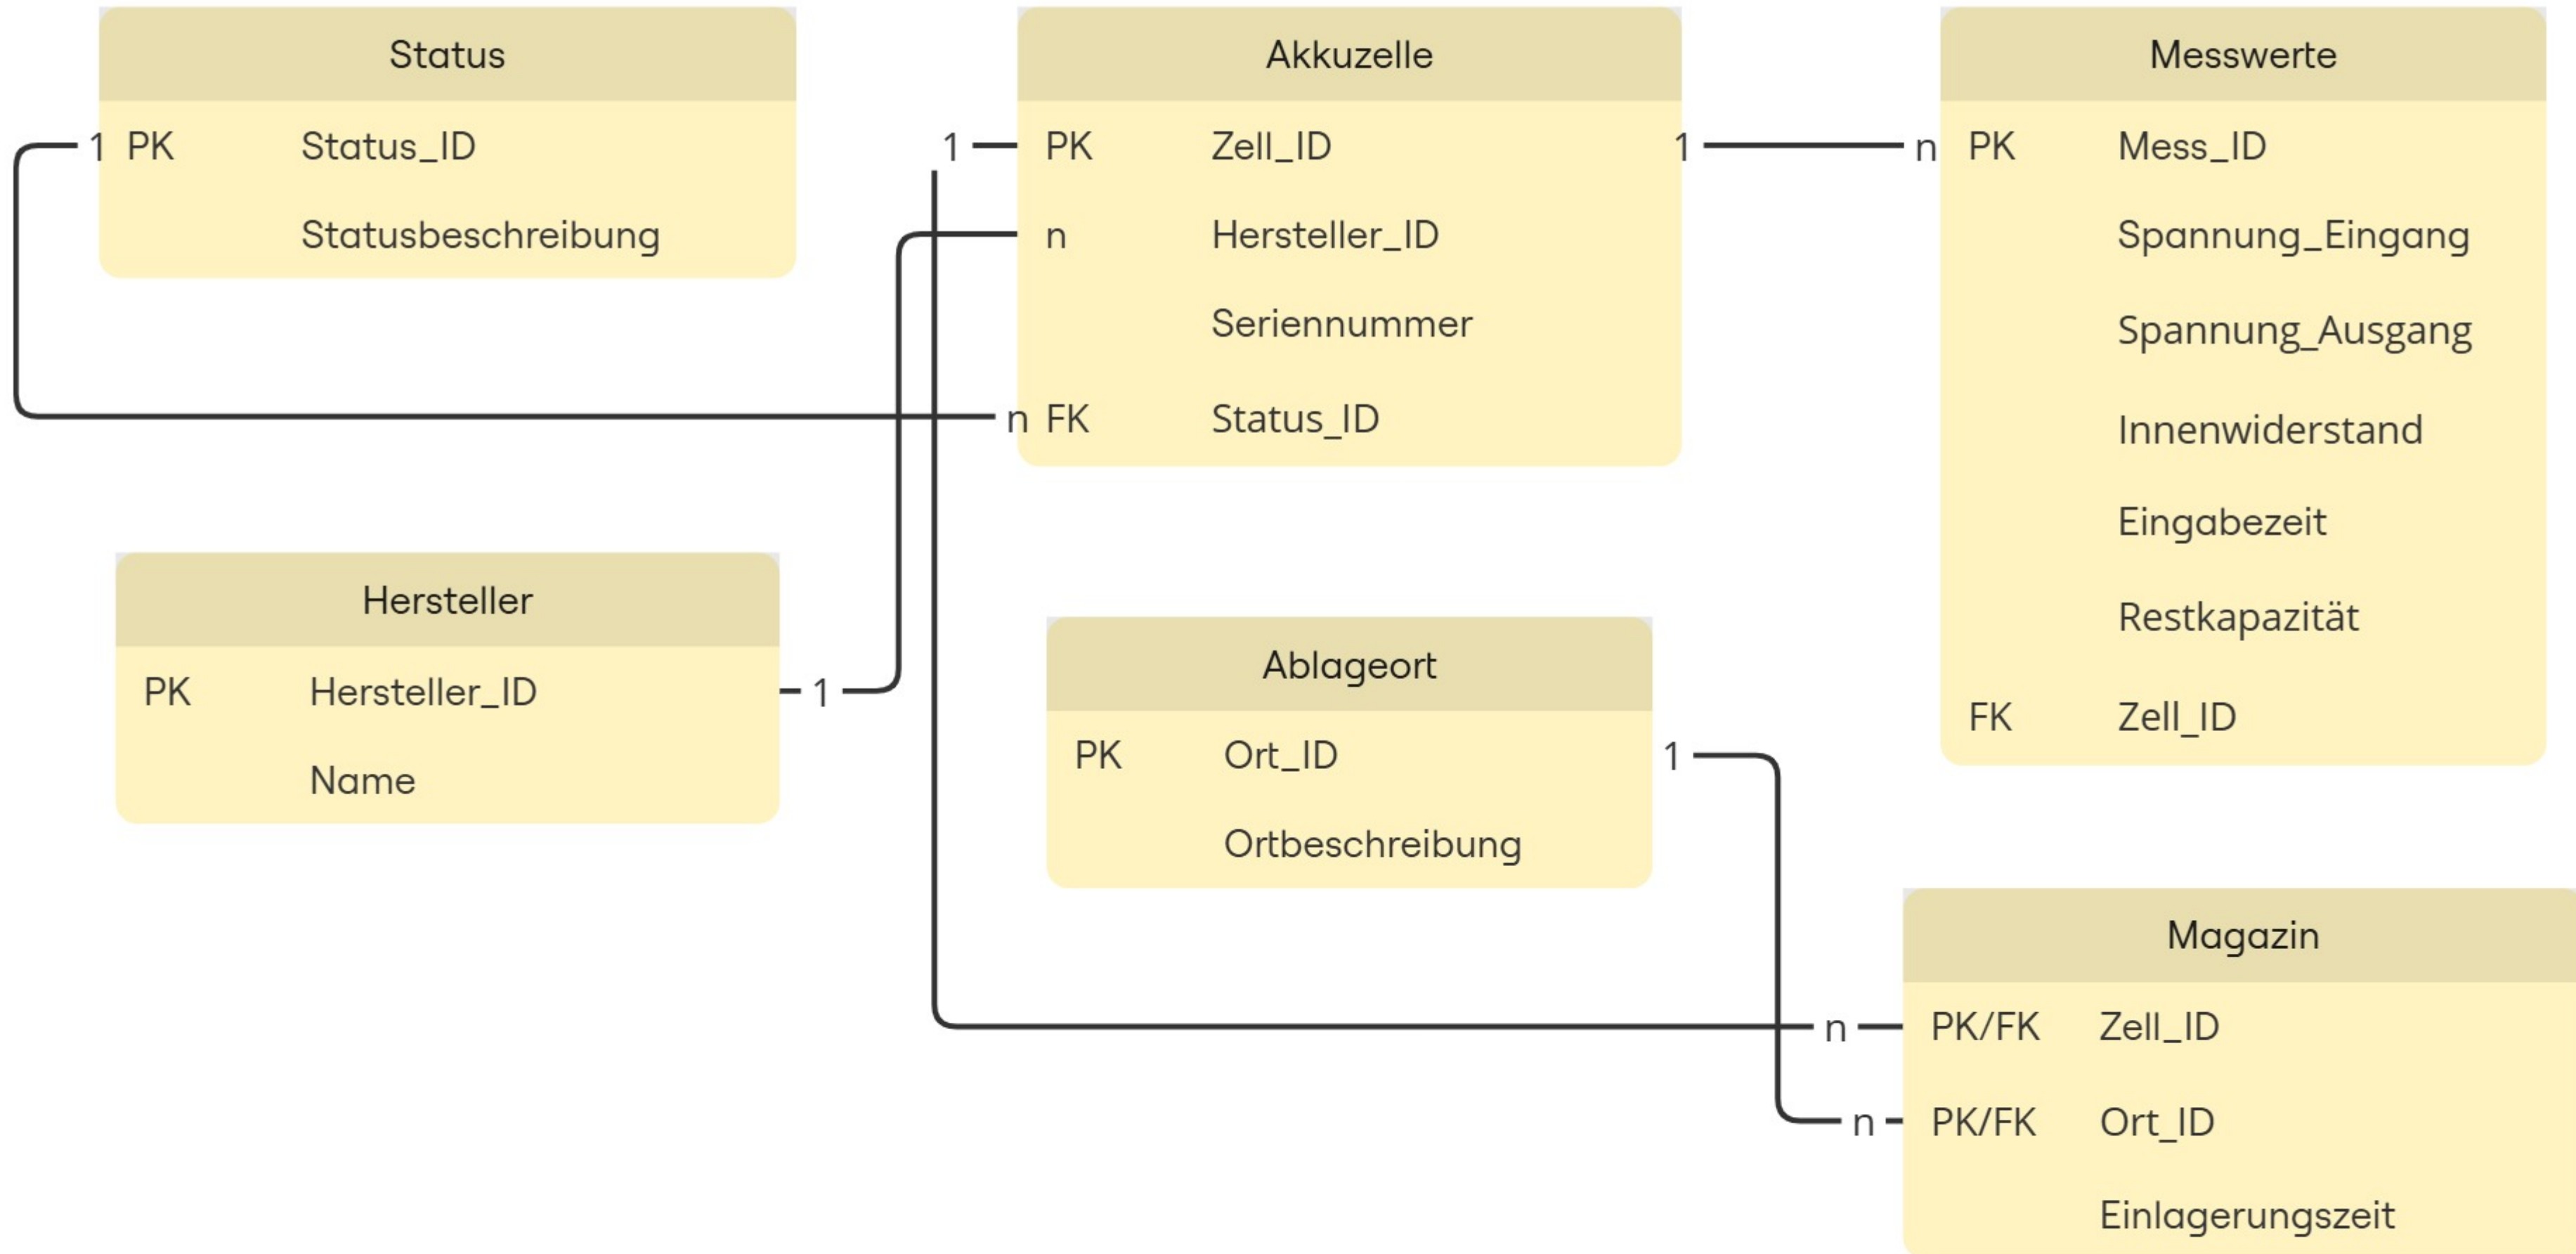 Status
1 PK Status_ID
Statusbeschreibung
Akkuzelle
1 PK Zell_ID 1
n Hersteller_ID
Seriennummer
n FK Status_ID
Messwerte
n PK Mess_ID
Spannung_Eingang
Spannung_Ausgang
Innenwiderstand
Eingabezeit
Restkapazität
FK Zell_ID
Hersteller
PK Hersteller_ID 1
Name
Ablageort
PK Ort_ID 1
Ortbeschreibung
Magazin
n PK/FK Zell_ID
n PK/FK Ort_ID
Einlagerungszeit